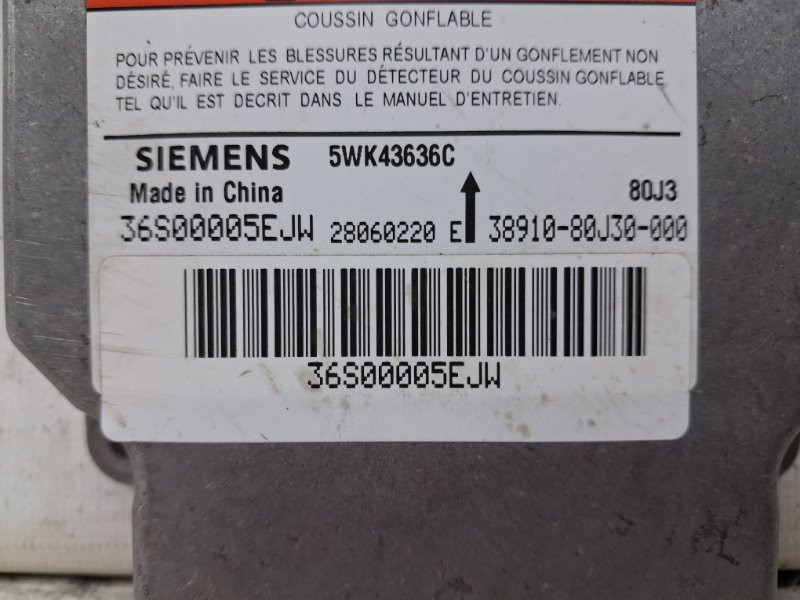 COUSSIN GONFLABLE
POUR PRÉVENIR LES BLESSURES RÉSULTANT D'UN GONFLEMENT NON
DÉSIRÉ, FAIRE LE SERVICE DU DÉTECTEUR DU COUSSIN GONFLABLE
TEL QU'IL EST DECRIT DANS LE MANUEL D'ENTRETIEN.
SIEMENS 5WK43636C
Made in China 80J3
36S00005EJW 28060220 E 38910-80J30-000
36S00005EJW